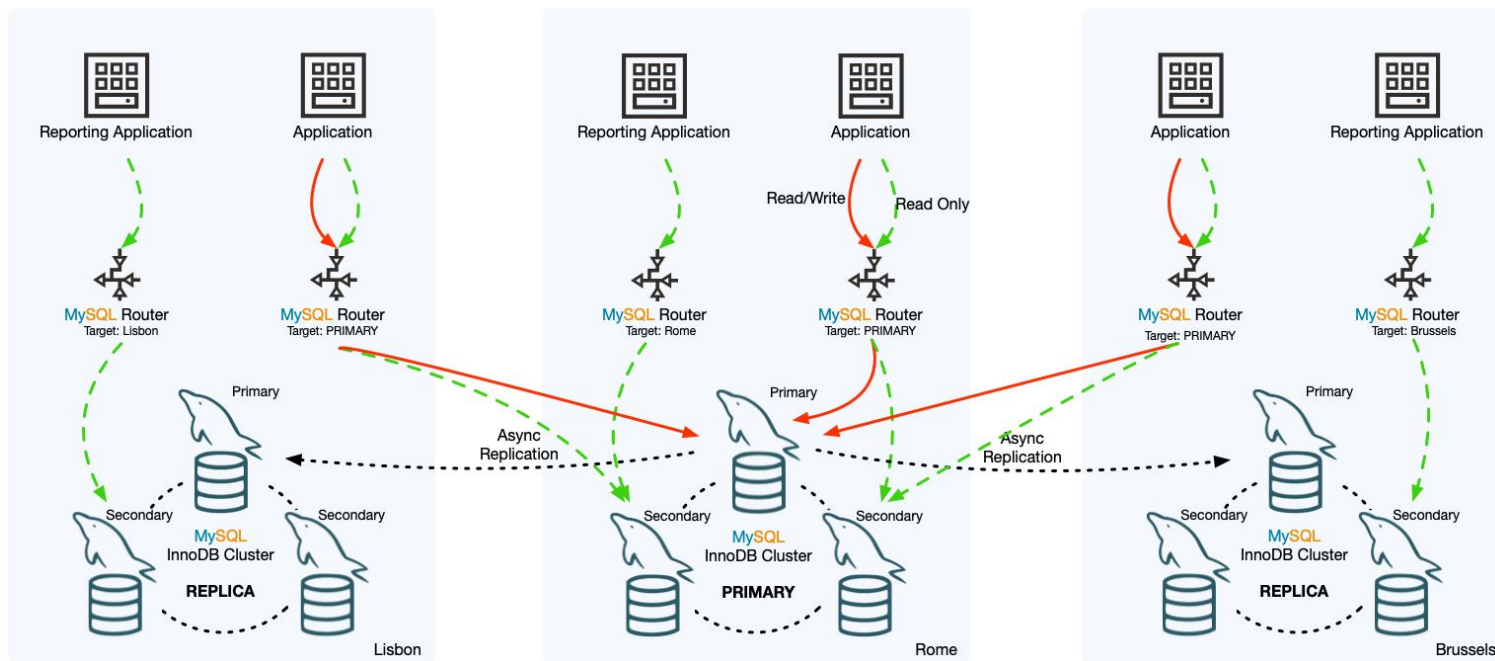 Reporting Application
Application
Reporting Application
Application
Application
Reporting Application
Read/Write
Read Only
MySQL Router
Target: Lisbon
MySQL Router
Target: PRIMARY
MySQL Router
Target: Rome
MySQL Router
Target: PRIMARY
MySQL Router
Target: PRIMARY
MySQL Router
Target: Brussels
Primary
Primary
Primary
Async
Replication
Async
Replication
Secondary
Secondary
Secondary
Secondary
Secondary
Secondary
MySQL
InnoDB Cluster
REPLICA
MySQL
InnoDB Cluster
PRIMARY
MySQL
InnoDB Cluster
REPLICA
Lisbon
Rome
Brussels